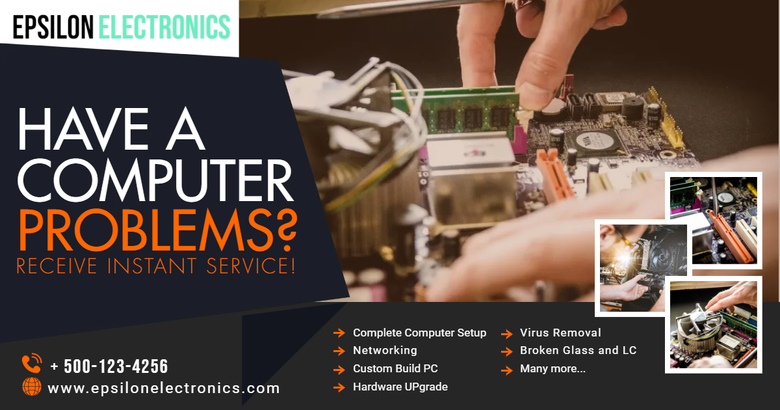 EPSILON ELECTRONICS
HAVE A
COMPUTER
PROBLEMS?
RECEIVE INSTANT SERVICE!
+ 500-123-4256
www.epsilonelectronics.com
Complete Computer Setup
Networking
Custom Build PC
Hardware UPgrade
Virus Removal
Broken Glass and LC
Many more...